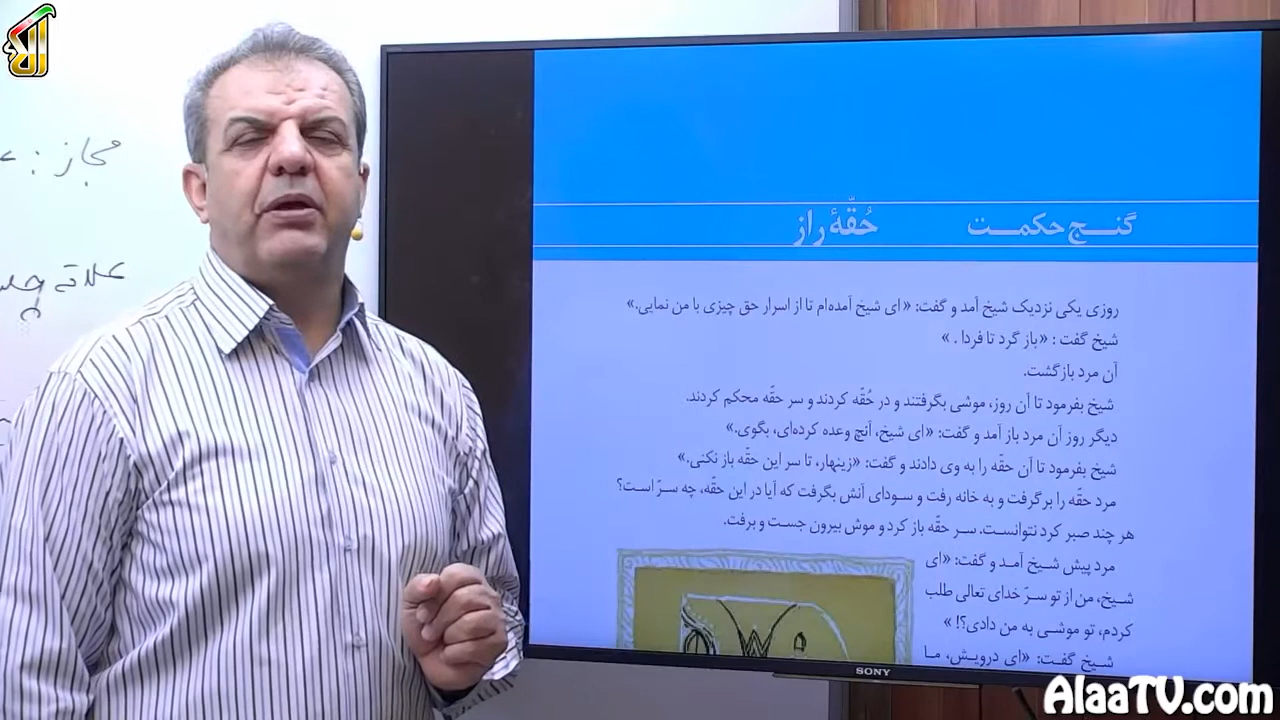 آلاء
مجاز :
علاقه
گنج حکمت حُقّهٔ راز
روزی یکی نزدیک شیخ آمد و گفت: «ای شیخ آمده‌ام تا از اسرار حق چیزی با من نمایی.»
شیخ گفت : «باز گرد تا فردا . »
آن مرد بازگشت.
شیخ بفرمود تا آن روز، موشی بگرفتند و در حُقّه کردند و سر حقّه محکم کردند.
دیگر روز آن مرد باز آمد و گفت: «ای شیخ، آنچ وعده کرده‌ای، بگوی.»
شیخ بفرمود تا آن حقّه را به وی دادند و گفت: «زینهار، تا سر این حقّه باز نکنی.»
مرد حقّه را برگرفت و به خانه رفت و سودای آنش بگرفت که آیا در این حقّه، چه سرّ است؟
هر چند صبر کرد نتوانست. سر حقّه باز کرد و موش بیرون جست و برفت.
مرد پیش شیخ آمد و گفت: «ای
شیخ، من از تو سرّ خدای تعالی طلب
کردم، تو موشی به من دادی؟! »
شیخ گفت: «ای درویش، ما
SONY
AlaaTV.com